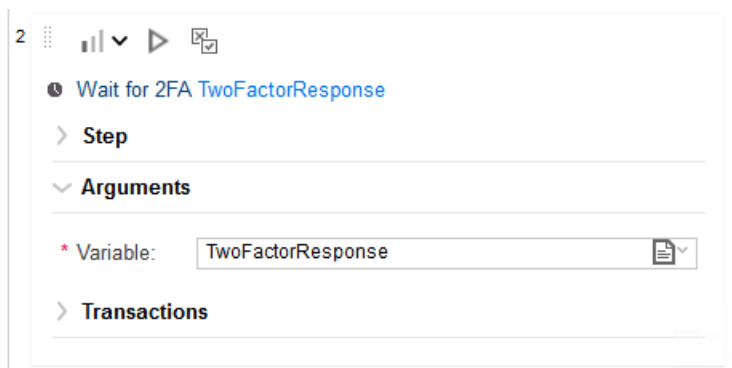 2
Wait for 2FA TwoFactorResponse
Step
Arguments
* Variable: TwoFactorResponse
Transactions